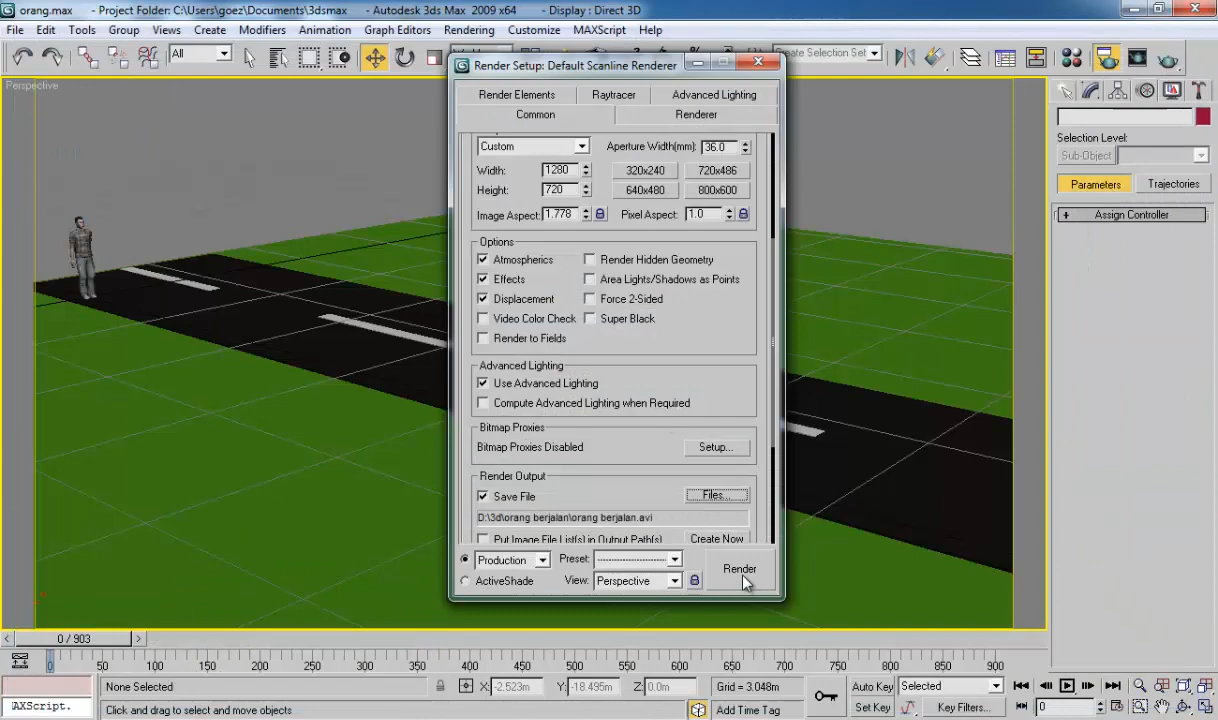 orang.max - Project Folder: C:\Users\goez\Documents\3dsmax - Autodesk 3ds Max 2009 x64 - Display : Direct 3D
File Edit Tools Group Views Create Modifiers Animation Graph Editors Rendering Customize MAXScript Help
All
Create Selection Set
Perspective
Render Setup: Default Scanline Renderer
Render Elements Raytracer Advanced Lighting
Common Renderer
Custom Aperture Width(mm): 36.0
Width: 1280 320x240 720x486
Height: 720 640x480 800x600
Image Aspect: 1.778 Pixel Aspect: 1.0
Options
Atmospherics Render Hidden Geometry
Effects Area Lights/Shadows as Points
Displacement Force 2-Sided
Video Color Check Super Black
Render to Fields
Advanced Lighting
Use Advanced Lighting
Compute Advanced Lighting when Required
Bitmap Proxies
Bitmap Proxies Disabled Setup...
Render Output
Save File Files...
D:\3d\orang berjalan\orang berjalan.avi
Put Image File List(s) in Output Path(s) Create Now
Production Preset: Render
ActiveShade View: Perspective
Selection Level:
Sub-Object
Parameters Trajectories
+ Assign Controller
< 0 / 903 >
0 50 100 150 200 250 300 350 400 450 500 550 600 650 700 750 800 850 900
None Selected X: -2.523m Y: -18.495m Z: 0.0m Grid = 3.048m Auto Key Selected
AXScript. Click and drag to select and move objects Add Time Tag Set Key Key Filters... 0